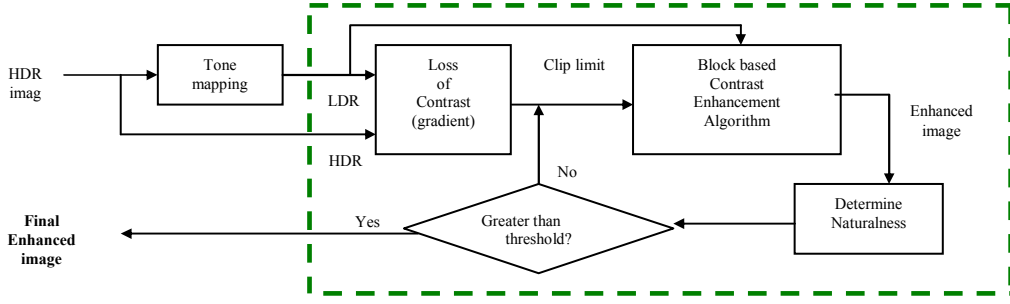 HDR
imag
Tone
mapping
LDR
HDR
Loss
of
Contrast
(gradient)
Clip limit
Block based
Contrast
Enhancement
Algorithm
Enhanced
image
Determine
Naturalness
No
Greater than
threshold?
Yes
Final
Enhanced
image